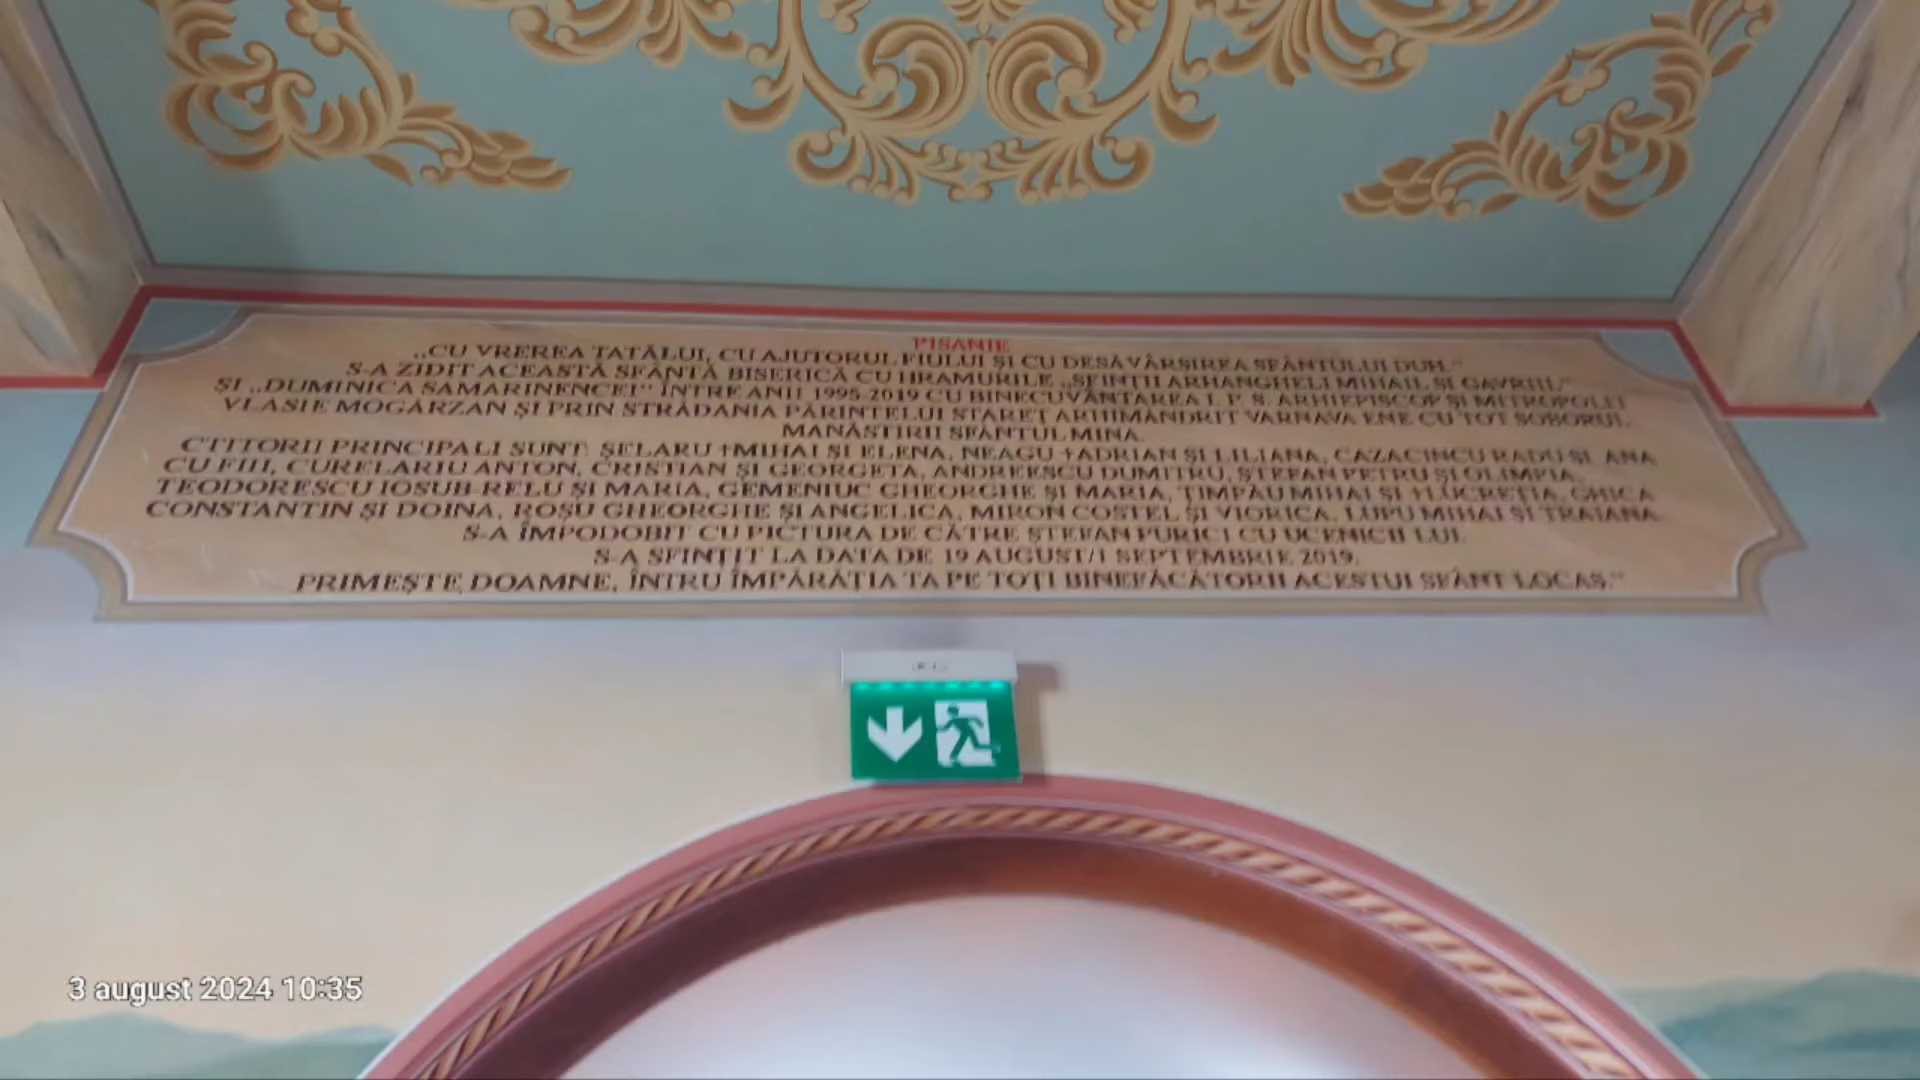 PISANIE
„CU VREREA TATĂLUI, CU AJUTORUL FIULUI ȘI CU DESĂVÂRȘIREA SFÂNTULUI DUH.“
S-A ZIDIT ACEASTĂ SFÂNTĂ BISERICĂ CU HRAMURILE „SFINȚII ARHANGHELI MIHAIL ȘI GAVRIIL“
ȘI „DUMINICA SAMARINENCEI“ ÎNTRE ANII 1995-2019 CU BINECUVÂNTAREA I. P. S. ARHIEPISCOP ȘI MITROPOLIT
VLASIE MOGÂRZAN ȘI PRIN STRĂDANIA PĂRINTELUI STAREȚ ARHIMANDRIT VARNAVA ENE CU TOT SOBORUL
MĂNĂSTIRII SFÂNTUL MINA.
CTITORII PRINCIPALI SUNT: ȘELARU †MIHAI ȘI ELENA, NEAGU †ADRIAN ȘI LILIANA, CAZACINCU RADU ȘI ANA
CU FIII, CURELARIU ANTON, CRISTIAN ȘI GEORGETA, ANDREESCU DUMITRU, ȘTEFAN PETRU ȘI OLIMPIA,
TEODORESCU IOSUB-RELU ȘI MARIA, GEMENIUC GHEORGHE ȘI MARIA, ȚIMPĂU MIHAI ȘI †LUCREȚIA, GHICA
CONSTANTIN ȘI DOINA, ROȘU GHEORGHE ȘI ANGELICA, MIRON COSTEL ȘI VIORICA, LUPU MIHAI ȘI TRAIANA.
S-A ÎMPODOBIT CU PICTURA DE CĂTRE ȘTEFAN PURICI CU UCENICII LUI.
S-A SFINȚIT LA DATA DE 19 AUGUST/1 SEPTEMBRIE 2019.
PRIMEȘTE DOAMNE, ÎNTRU ÎMPĂRĂȚIA TA PE TOȚI BINEFĂCĂTORII ACESTUI SFÂNT LOCAȘ.“
3 august 2024 10:35